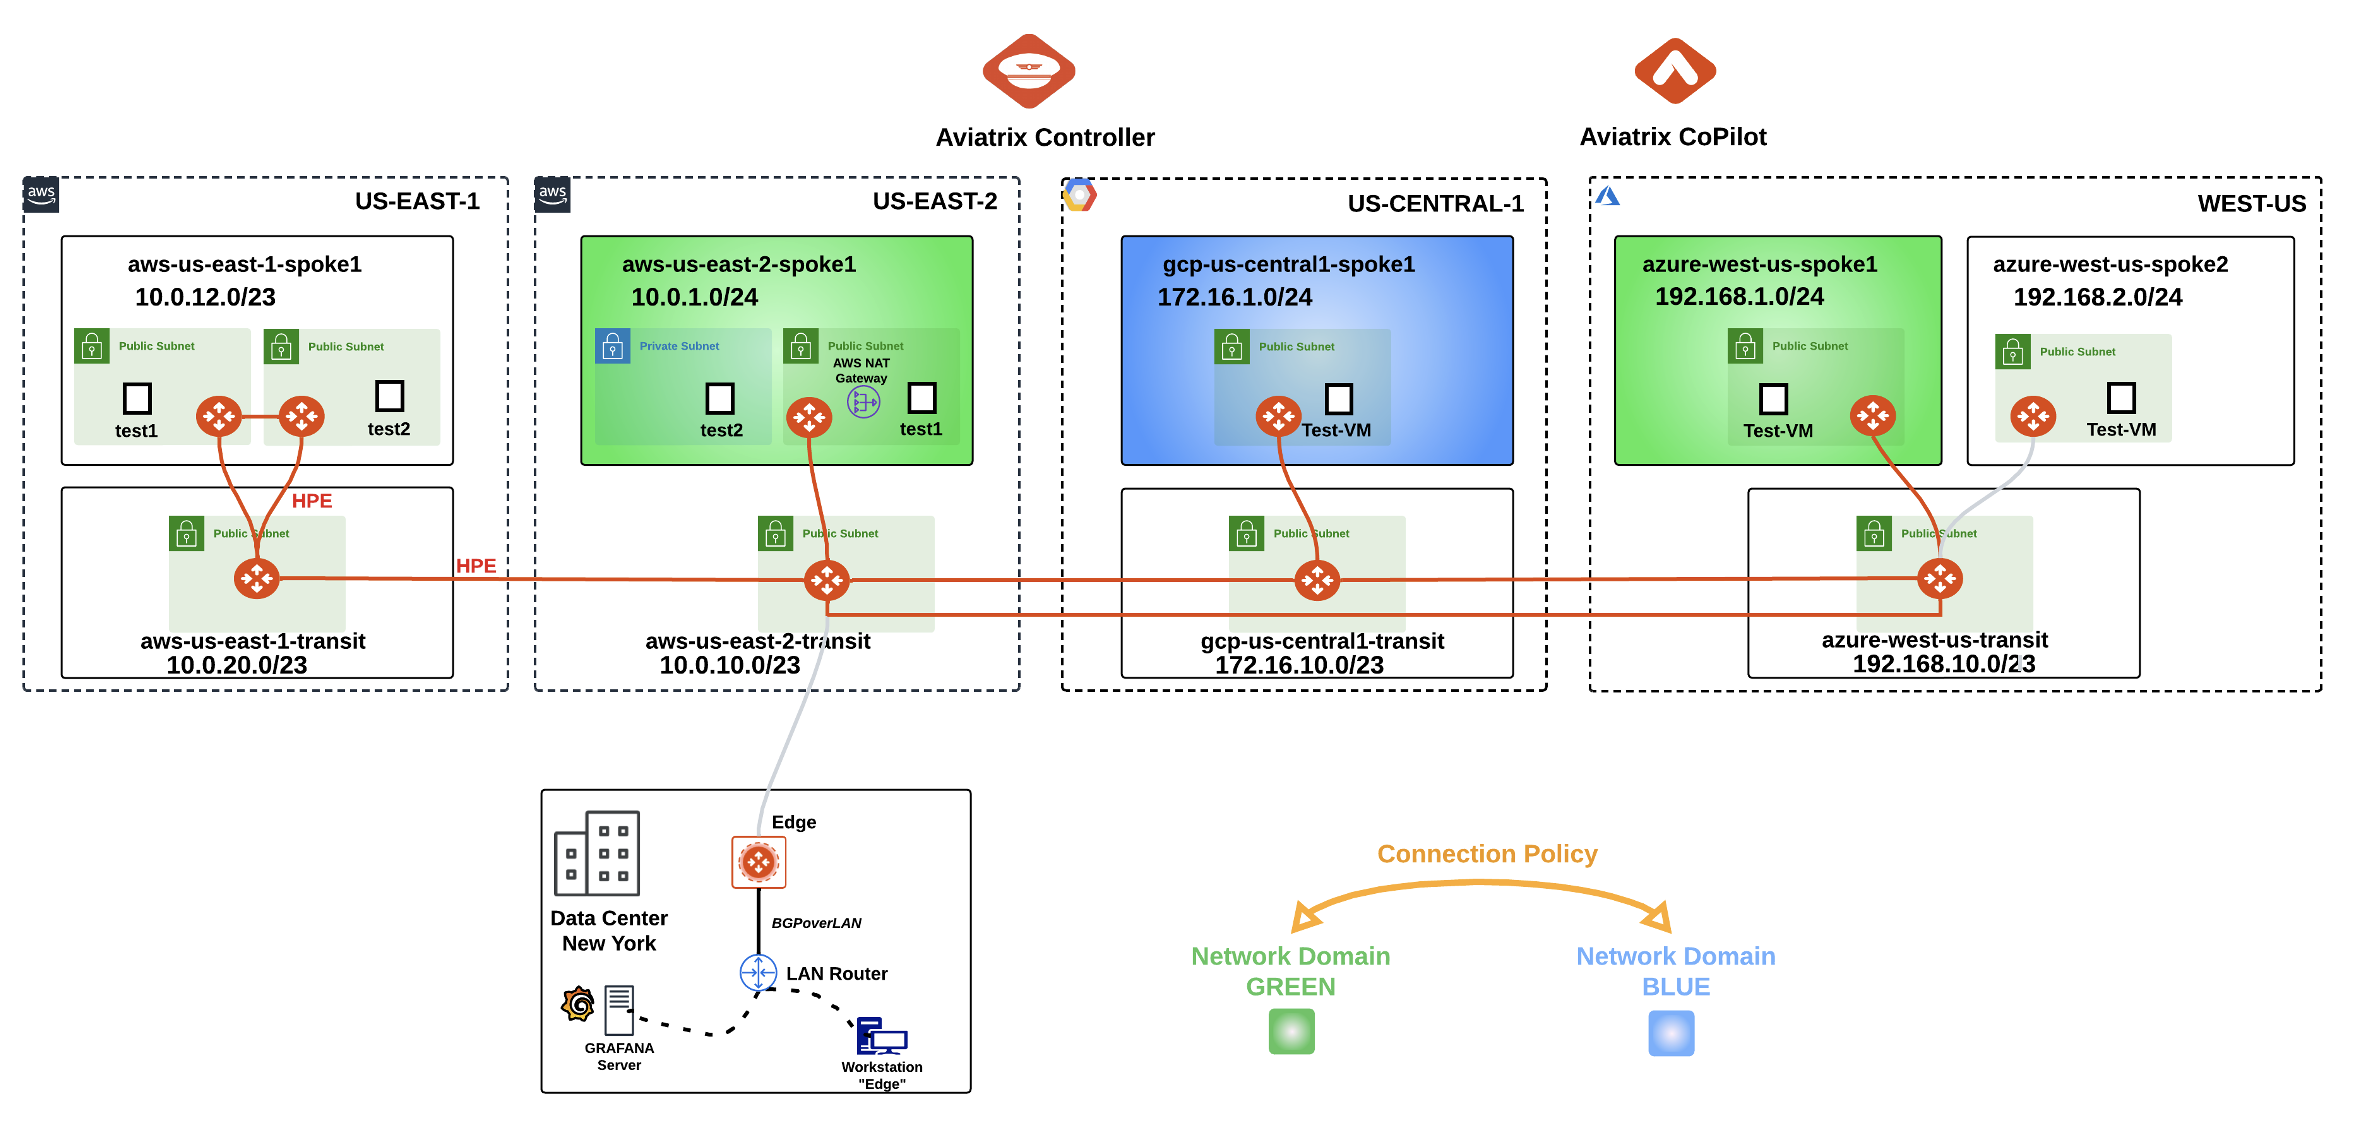 Aviatrix Controller
Aviatrix CoPilot
aws
US-EAST-1
aws-us-east-1-spoke1
10.0.12.0/23
Public Subnet
test1
Public Subnet
test2
HPE
Public Subnet
HPE
aws-us-east-1-transit
10.0.20.0/23
aws
US-EAST-2
aws-us-east-2-spoke1
10.0.1.0/24
Private Subnet
test2
Public Subnet
AWS NAT
Gateway
test1
Public Subnet
aws-us-east-2-transit
10.0.10.0/23
US-CENTRAL-1
gcp-us-central1-spoke1
172.16.1.0/24
Public Subnet
Test-VM
Public Subnet
gcp-us-central1-transit
172.16.10.0/23
WEST-US
azure-west-us-spoke1
192.168.1.0/24
Public Subnet
Test-VM
azure-west-us-spoke2
192.168.2.0/24
Public Subnet
Test-VM
Public Subnet
azure-west-us-transit
192.168.10.0/23
Edge
Data Center
New York
BGPoverLAN
LAN Router
GRAFANA
Server
Workstation
"Edge"
Connection Policy
Network Domain
GREEN
Network Domain
BLUE